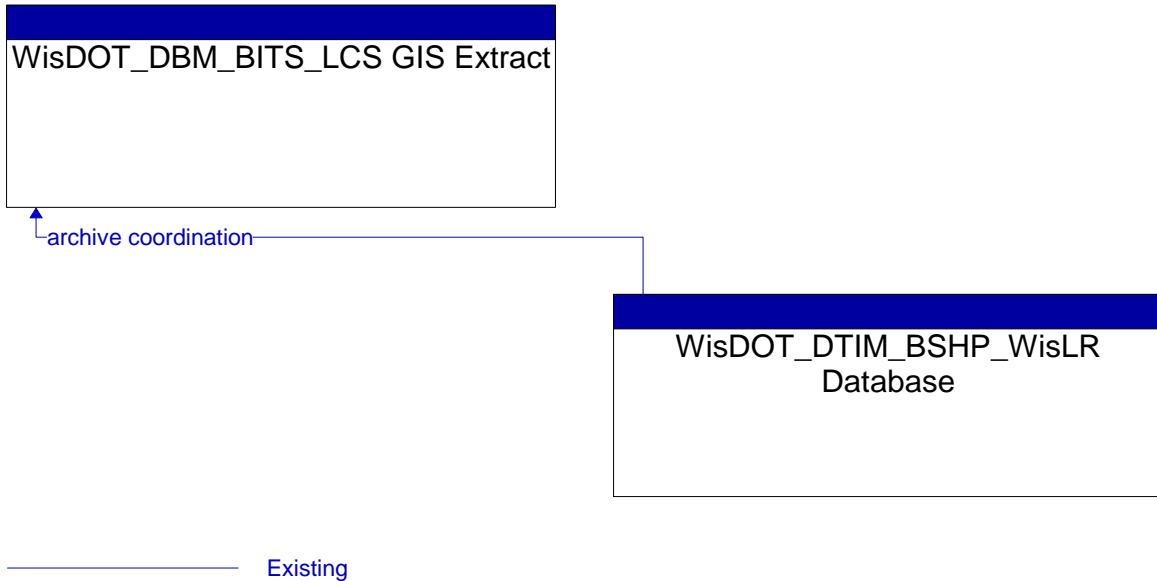 WisDOT_DBM_BITS_LCS GIS Extract
archive coordination
WisDOT_DTIM_BSHP_WisLR
Database
Existing